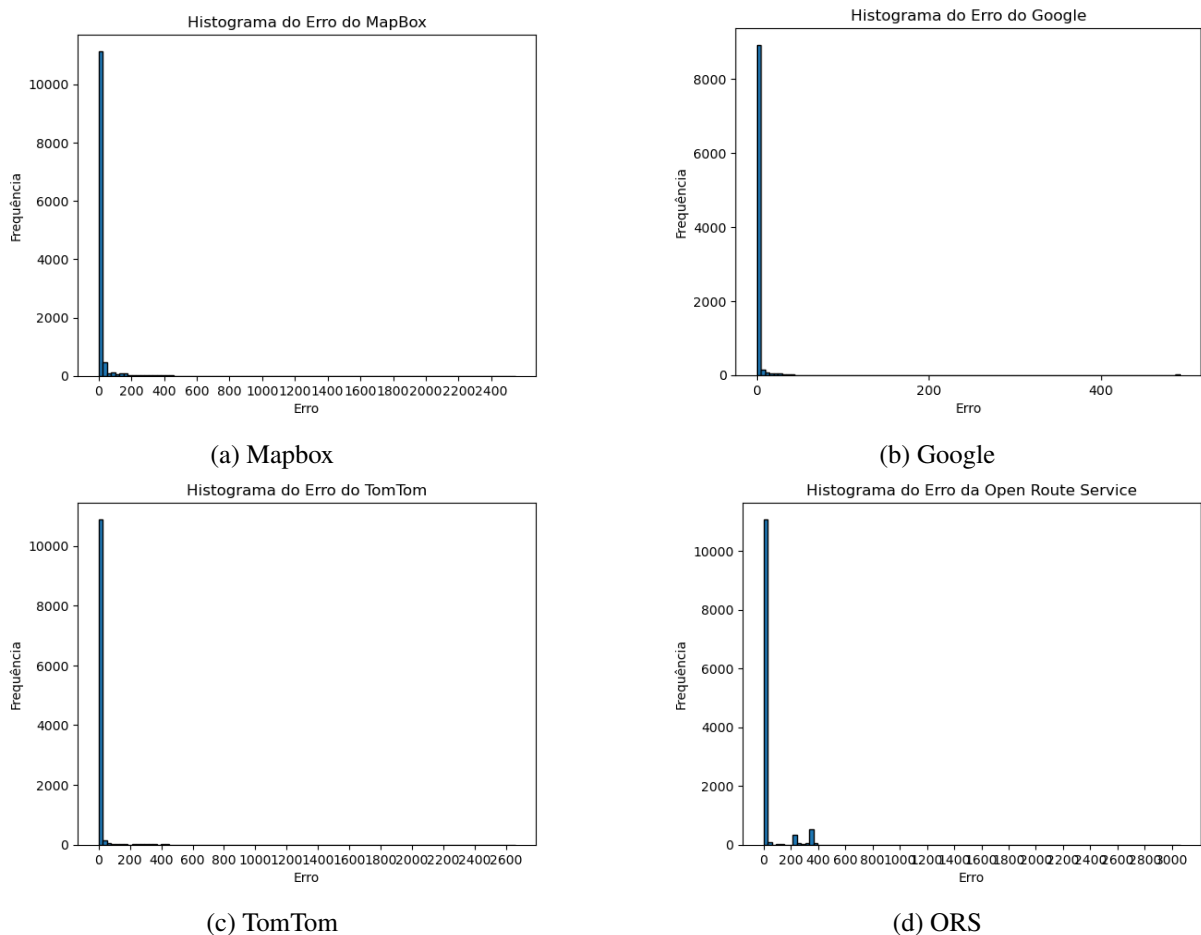 Histograma do Erro do MapBox
Frequência
10000
8000
6000
4000
2000
0
0 200 400 600 800 1000 1200 1400 1600 1800 2000 2200 2400
Erro
(a) Mapbox
Histograma do Erro do Google
Frequência
8000
6000
4000
2000
0
0 200 400
Erro
(b) Google
Histograma do Erro do TomTom
Frequência
10000
8000
6000
4000
2000
0
0 200 400 600 800 1000 1200 1400 1600 1800 2000 2200 2400 2600
Erro
(c) TomTom
Histograma do Erro da Open Route Service
Frequência
10000
8000
6000
4000
2000
0
0 200 400 600 800 1000 1200 1400 1600 1800 2000 2200 2400 2600 2800 3000
Erro
(d) ORS